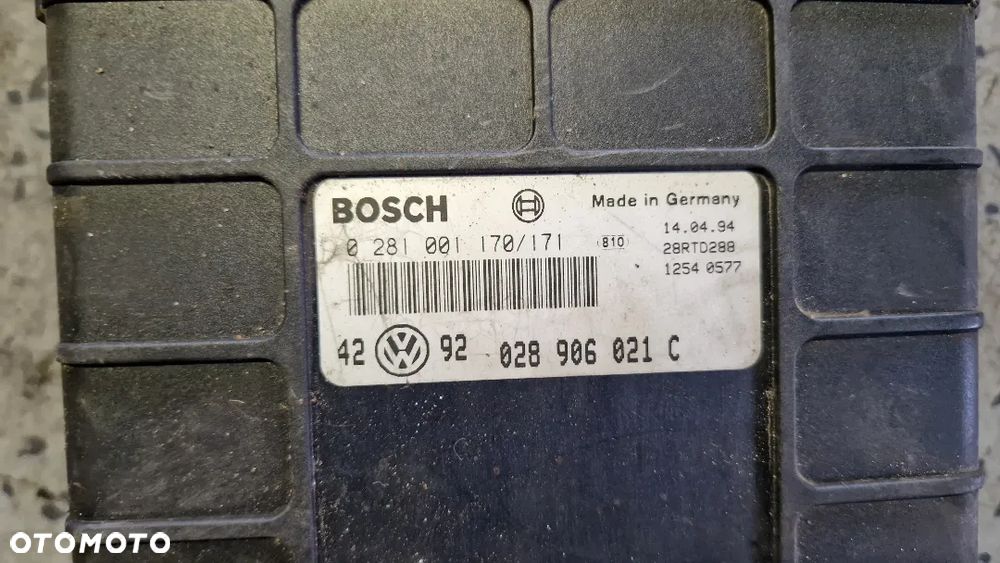 BOSCH Made in Germany
0 281 001 170/171 810 14.04.94
28RTD288
1254 0577
42 VW 92 028 906 021 C
OTOMOTO